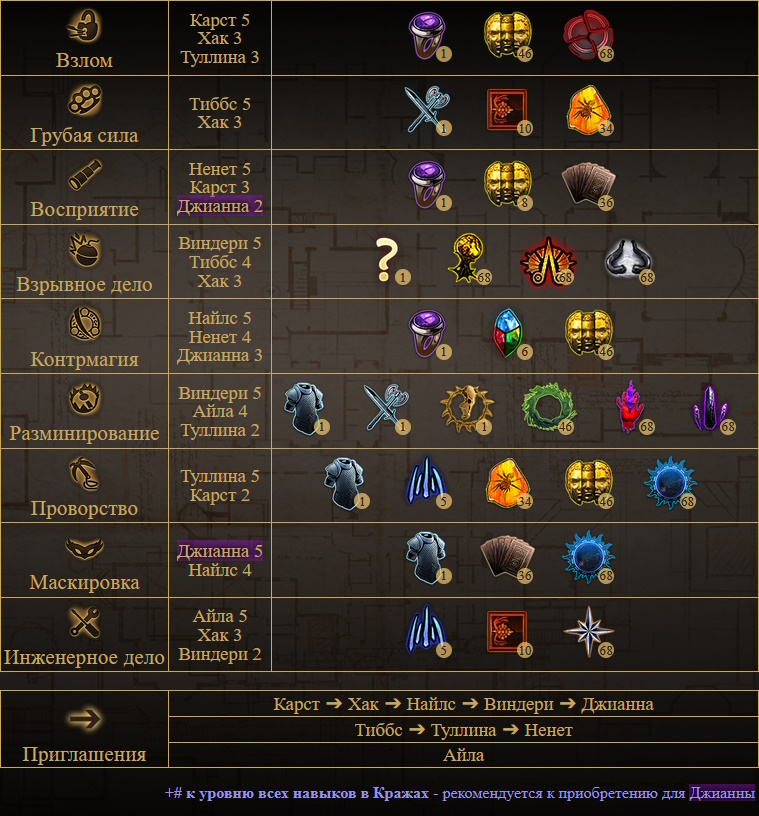 Взлом
Карст 5
Хак 3
Туллина 3
1
46
68
Грубая сила
Тиббс 5
Хак 3
1
10
34
Восприятие
Ненет 5
Карст 3
Джианна 2
1
8
36
Взрывное дело
Виндери 5
Тиббс 4
Хак 3
?
1
68
68
68
Контрмагия
Найлс 5
Ненет 4
Джианна 3
1
6
46
Разминирование
Виндери 5
Айла 4
Туллина 2
1
1
1
46
68
68
Проворство
Туллина 5
Карст 2
1
5
34
46
68
Маскировка
Джианна 5
Найлс 4
1
36
68
Инженерное дело
Айла 5
Хак 3
Виндери 2
5
10
68
Приглашения
Карст ➔ Хак ➔ Найлс ➔ Виндери ➔ Джианна
Тиббс ➔ Туллина ➔ Ненет
Айла
+# к уровню всех навыков в Кражах - рекомендуется к приобретению для Джианны